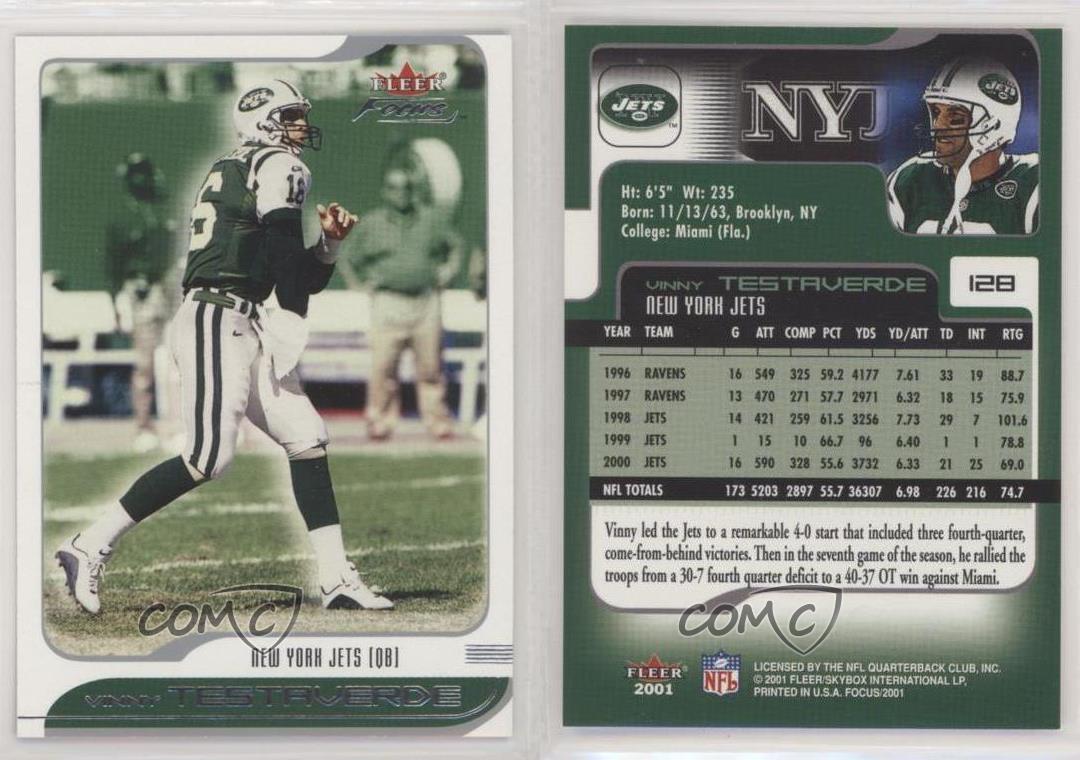 FLEER
Focus
16
16
COMC
NEW YORK JETS (QB)
VINNY TESTAVERDE
JETS
NYJ
Ht: 6'5" Wt: 235
Born: 11/13/63, Brooklyn, NY
College: Miami (Fla.)
128
VINNY TESTAVERDE
NEW YORK JETS
YEAR TEAM G ATT COMP PCT YDS YD/ATT TD INT RTG
1996 RAVENS 16 549 325 59.2 4177 7.61 33 19 88.7
1997 RAVENS 13 470 271 57.7 2971 6.32 18 15 75.9
1998 JETS 14 421 259 61.5 3256 7.73 29 7 101.6
1999 JETS 1 15 10 66.7 96 6.40 1 1 78.8
2000 JETS 16 590 328 55.6 3732 6.33 21 25 69.0
NFL TOTALS 173 5203 2897 55.7 36307 6.98 226 216 74.7
Vinny led the Jets to a remarkable 4-0 start that included three fourth-quarter,
come-from-behind victories. Then in the seventh game of the season, he rallied the
troops from a 30-7 fourth quarter deficit to a 40-37 OT win against Miami.
COMC
FLEER
2001
NFL
LICENSED BY THE NFL QUARTERBACK CLUB, INC.
© 2001 FLEER/SKYBOX INTERNATIONAL LP,
PRINTED IN U.S.A. FOCUS/2001